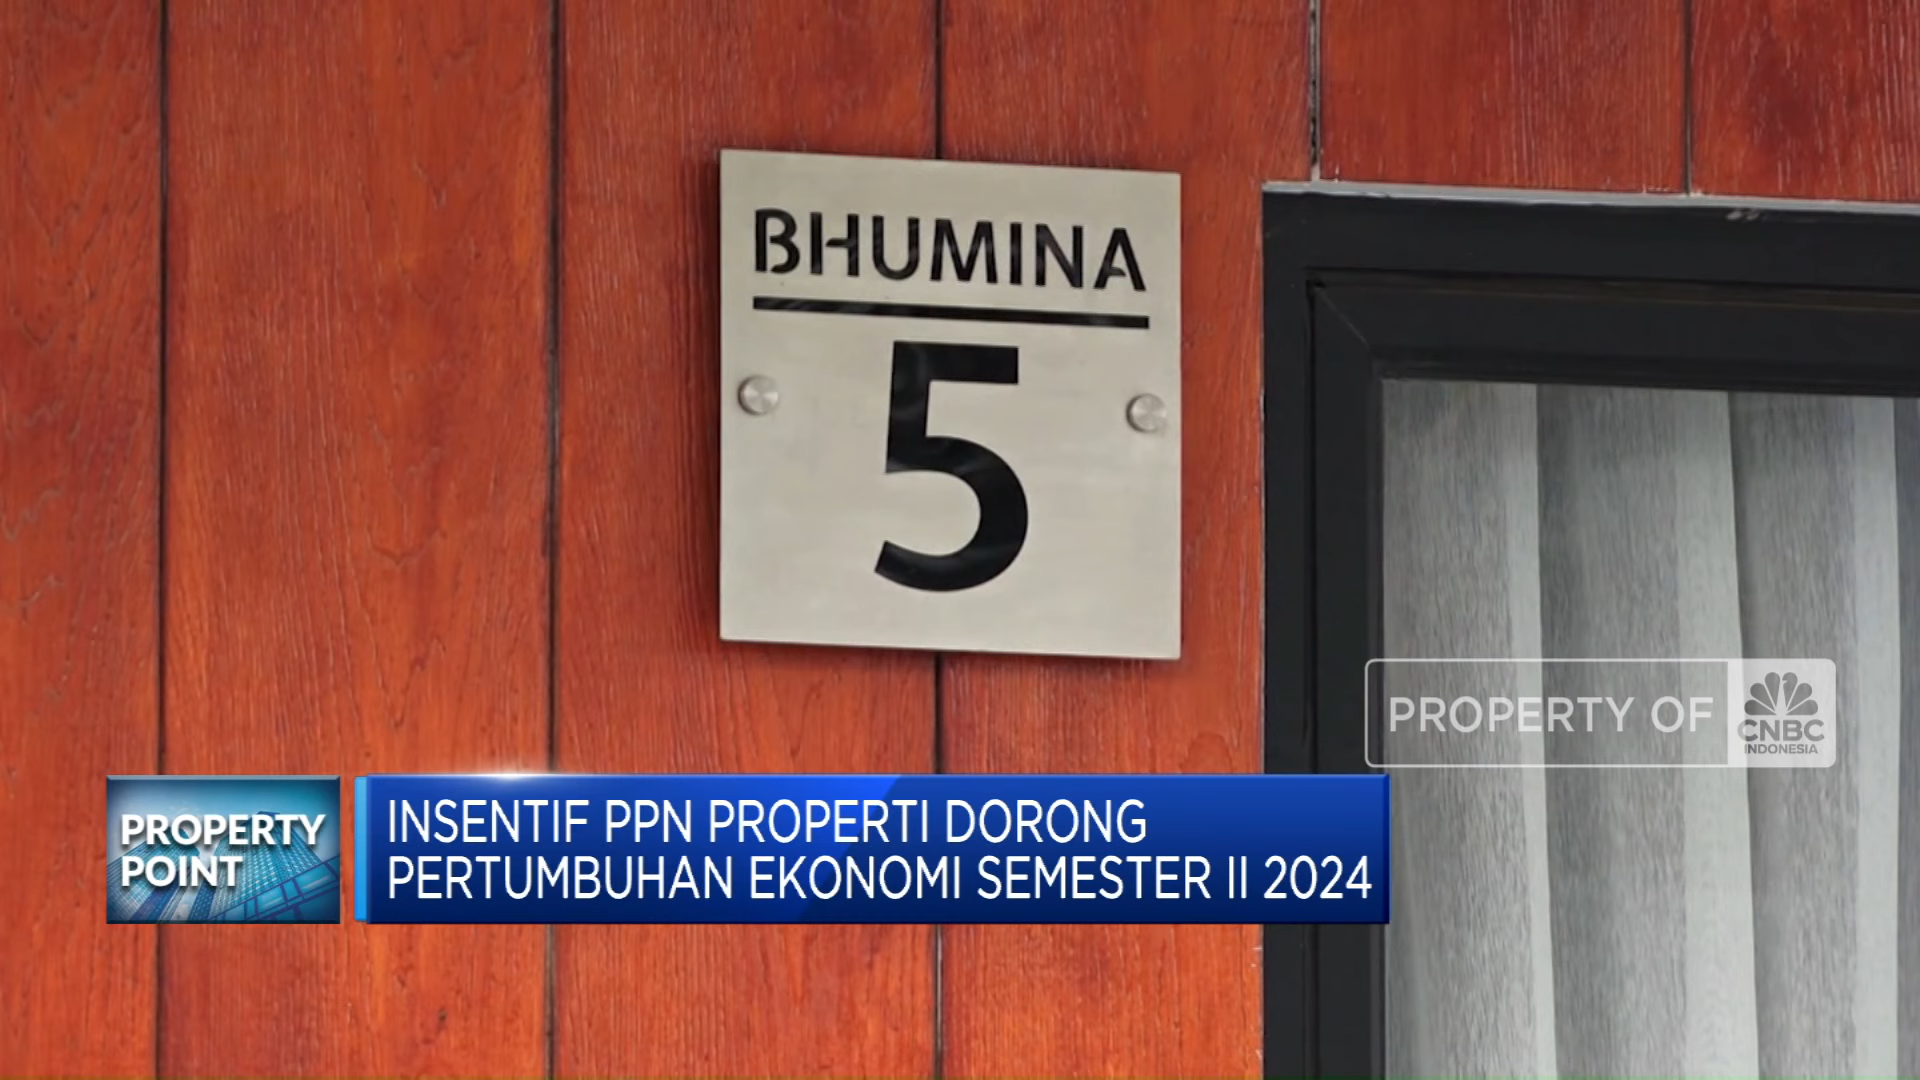 BHUMINA
5
PROPERTY OF
CNBC
INDONESIA
PROPERTY
POINT
INSENTIF PPN PROPERTI DORONG
PERTUMBUHAN EKONOMI SEMESTER II 2024